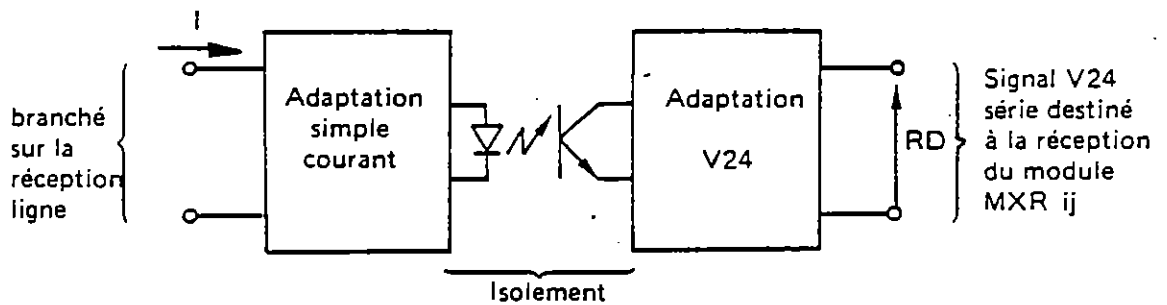 I
branché
sur la
réception
ligne
Adaptation
simple
courant
Isolement
Adaptation
V24
RD
Signal V24
série destiné
à la réception
du module
MXR ij